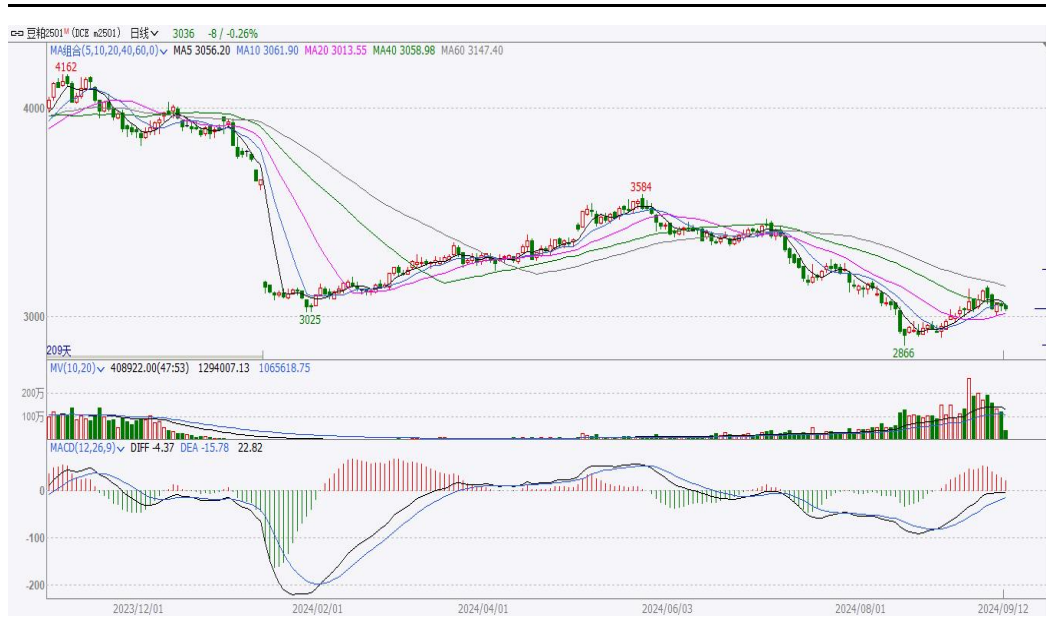 豆粕2501ᴹ (DCE m2501) 日线 3036 -8 / -0.26%
MA组合(5,10,20,40,60,0) MA5 3056.20 MA10 3061.90 MA20 3013.55 MA40 3058.98 MA60 3147.40
4162
4000
3584
3000
3025
2866
209天
MV(10,20) 408922.00(47:53) 1294007.13 1065618.75
200万
100万
MACD(12,26,9) DIFF -4.37 DEA -15.78 22.82
0
-100
-200
2023/12/01 2024/02/01 2024/04/01 2024/06/03 2024/08/01 2024/09/12